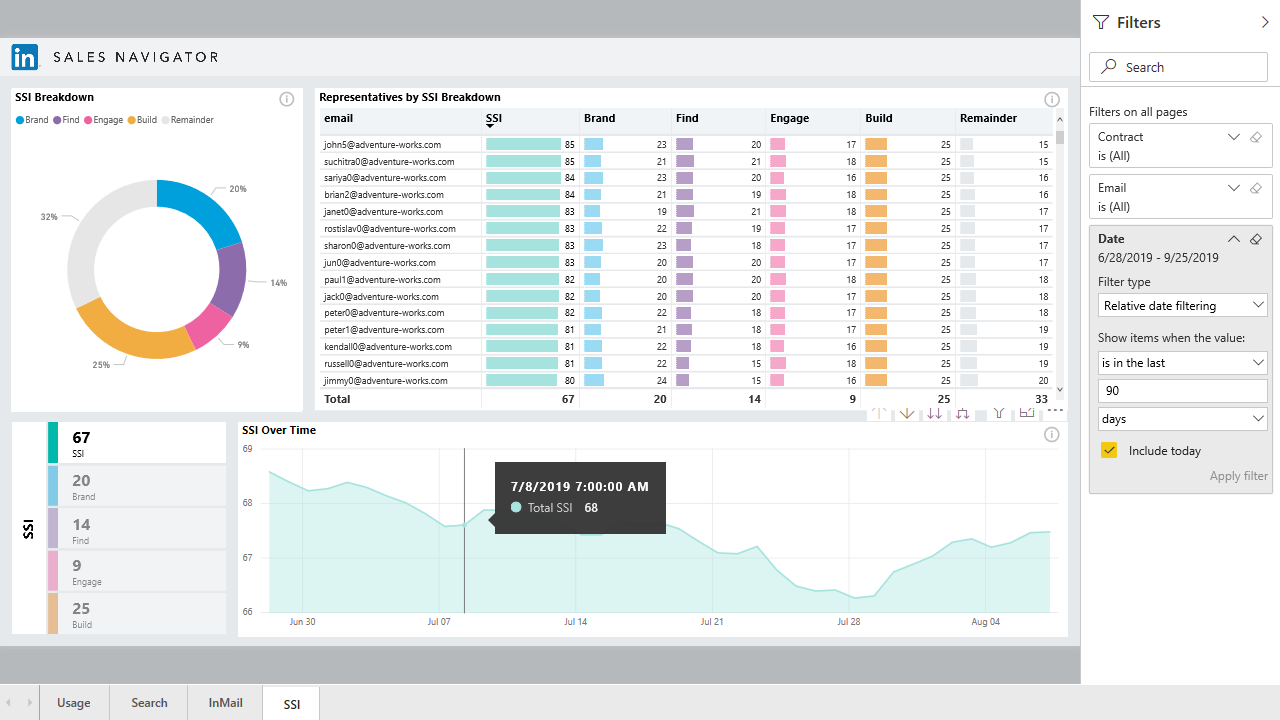 in SALES NAVIGATOR
SSI Breakdown
Brand Find Engage Build Remainder
20%
14%
9%
25%
32%
Representatives by SSI Breakdown
email SSI Brand Find Engage Build Remainder
john5@adventure-works.com 85 23 20 17 25 15
suchitra0@adventure-works.com 85 21 21 18 25 15
sariya0@adventure-works.com 84 23 20 16 25 16
brian2@adventure-works.com 84 21 19 18 25 16
janet0@adventure-works.com 83 19 21 18 25 17
rostislav0@adventure-works.com 83 22 19 17 25 17
sharon0@adventure-works.com 83 23 18 17 25 17
jun0@adventure-works.com 83 20 20 18 25 17
paul1@adventure-works.com 82 20 20 18 25 18
jack0@adventure-works.com 82 20 20 17 25 18
peter0@adventure-works.com 82 22 18 17 25 18
peter1@adventure-works.com 81 21 18 17 25 19
kendall0@adventure-works.com 81 22 18 16 25 19
russell0@adventure-works.com 81 22 15 18 25 19
jimmy0@adventure-works.com 80 24 15 16 25 20
Total 67 20 14 9 25 33
SSI
67
SSI
20
Brand
14
Find
9
Engage
25
Build
SSI Over Time
69
68
67
66
7/8/2019 7:00:00 AM
Total SSI 68
Jun 30 Jul 07 Jul 14 Jul 21 Jul 28 Aug 04
Filters
Search
Filters on all pages
Contract
is (All)
Email
is (All)
Date
6/28/2019 - 9/25/2019
Filter type
Relative date filtering
Show items when the value:
is in the last
90
days
Include today
Apply filter
Usage Search InMail SSI